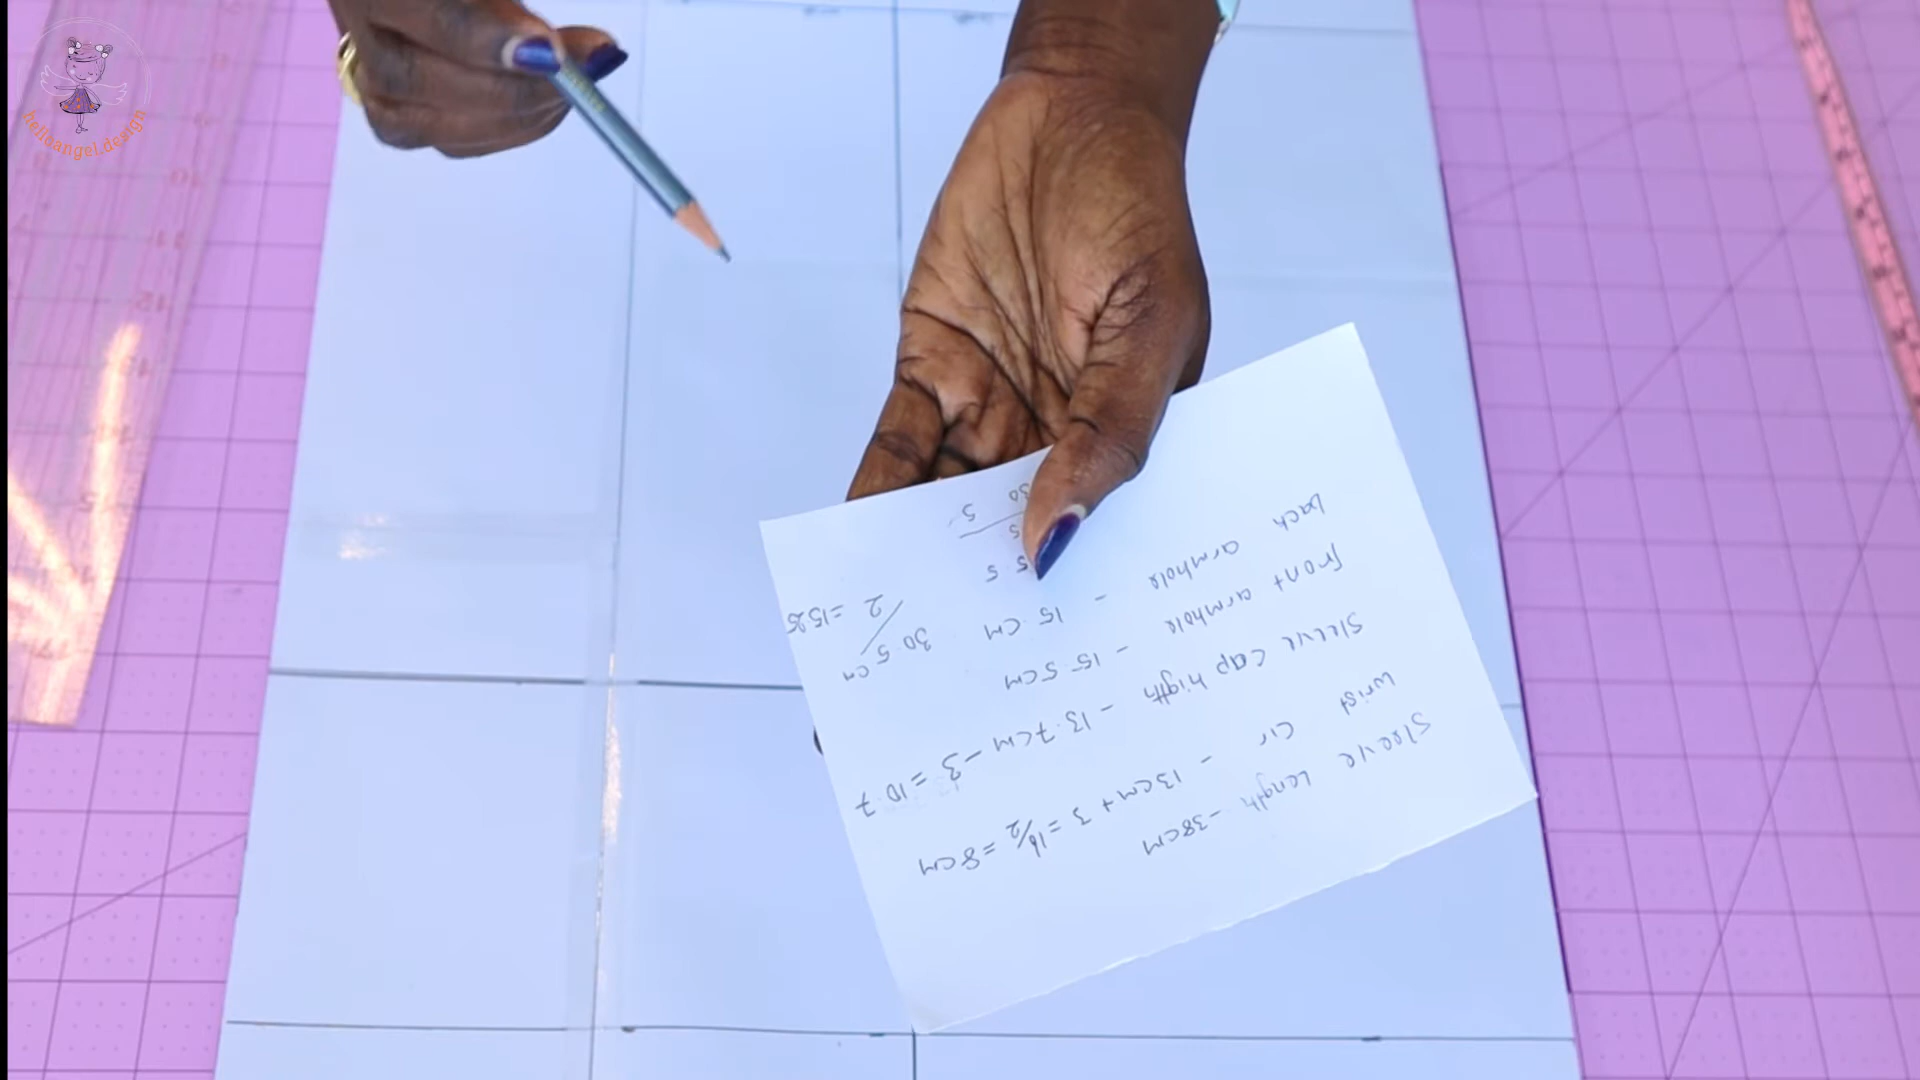 helloangel.design
Sleeve Length - 38cm
wrist cir - 13cm + 3 = 16/2 = 8cm
Sleeve cap higth - 13.7cm - 3 = 10.7
front armhole - 15.5cm
back armhole - 15 cm
30.5 cm / 2 = 15.25